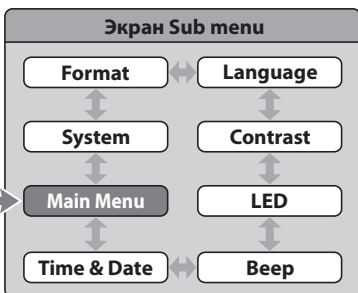 Экран Sub menu
Format Language
System Contrast
Main Menu LED
Time & Date Beep